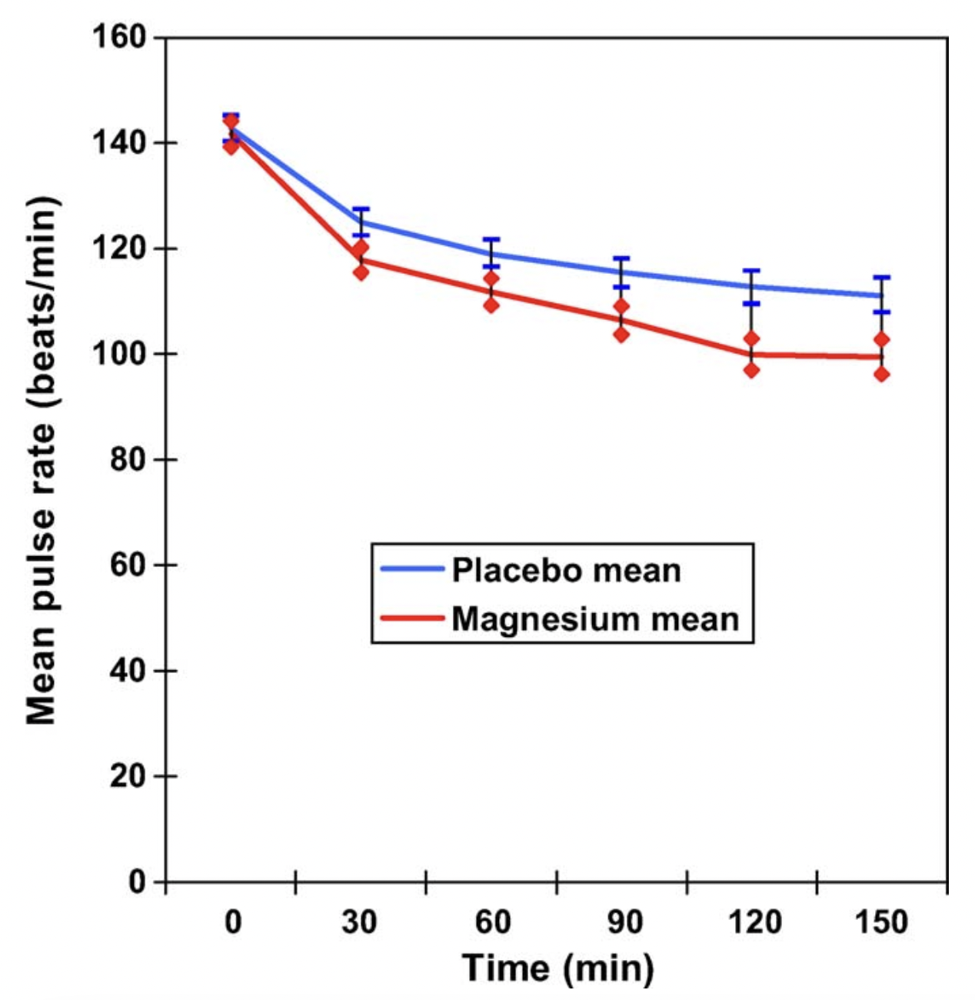 Mean pulse rate (beats/min)
160
140
120
100
80
60
40
20
0
Placebo mean
Magnesium mean
0 30 60 90 120 150
Time (min)